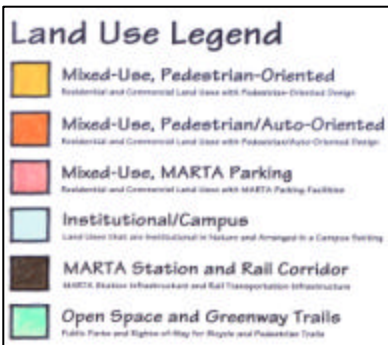 Land Use Legend
Mixed-Use, Pedestrian-Oriented
Residential and Commercial Land Uses with Pedestrian-Oriented Design
Mixed-Use, Pedestrian/Auto-Oriented
Residential and Commercial Land Uses with Pedestrian/Auto-Oriented Design
Mixed-Use, MARTA Parking
Residential and Commercial Land Uses with MARTA Parking Facilities
Institutional/Campus
Land Uses that are Institutional in Nature and Arranged in a Campus Setting
MARTA Station and Rail Corridor
MARTA Station Infrastructure and Rail Transportation Infrastructure
Open Space and Greenway Trails
Public Parks and Rights-of-Way for Bicycle and Pedestrian Trails